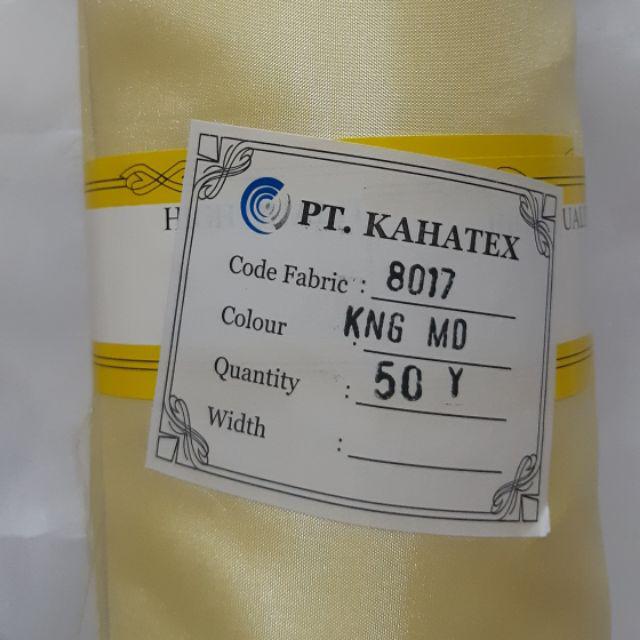 PT. KAHATEX
Code Fabric : 8017
Colour : KNG MD
Quantity : 50 Y
Width :